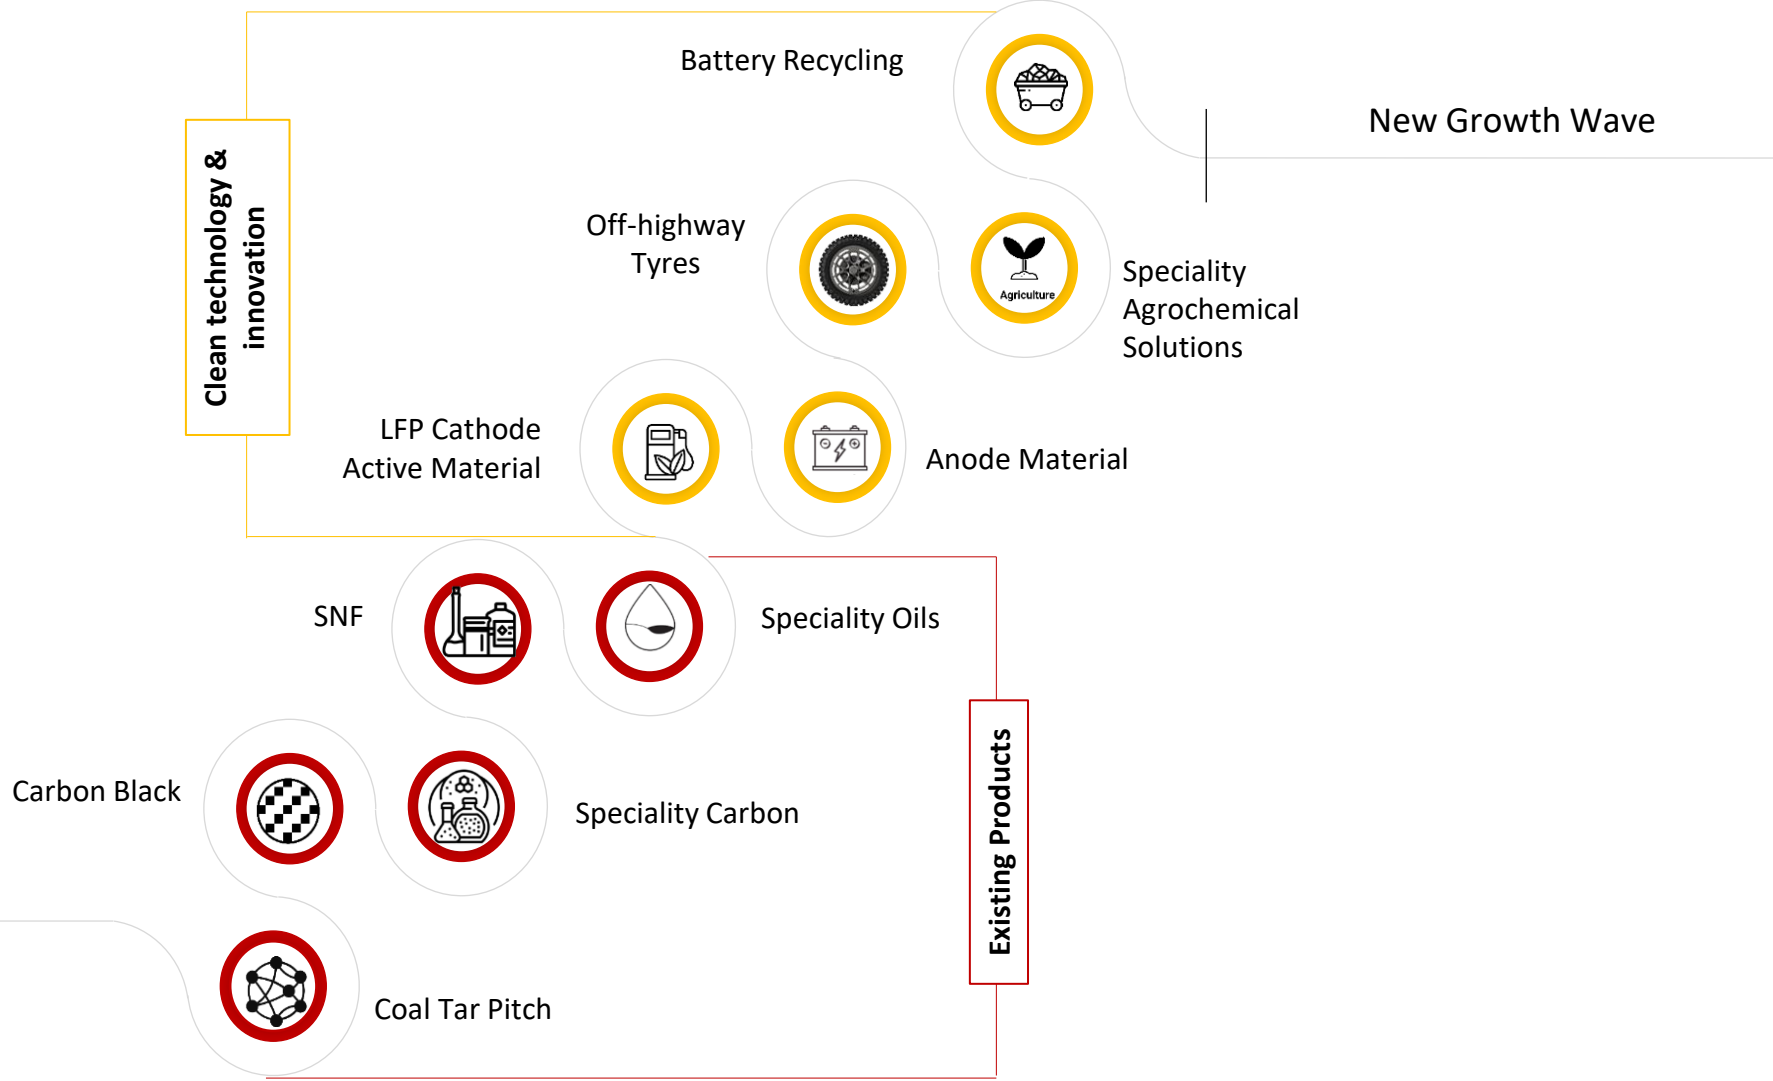 Battery Recycling
New Growth Wave
Clean technology &
innovation
Off-highway
Tyres
Agriculture
Speciality
Agrochemical
Solutions
LFP Cathode
Active Material
Anode Material
SNF
Speciality Oils
Existing Products
Carbon Black
Speciality Carbon
Coal Tar Pitch